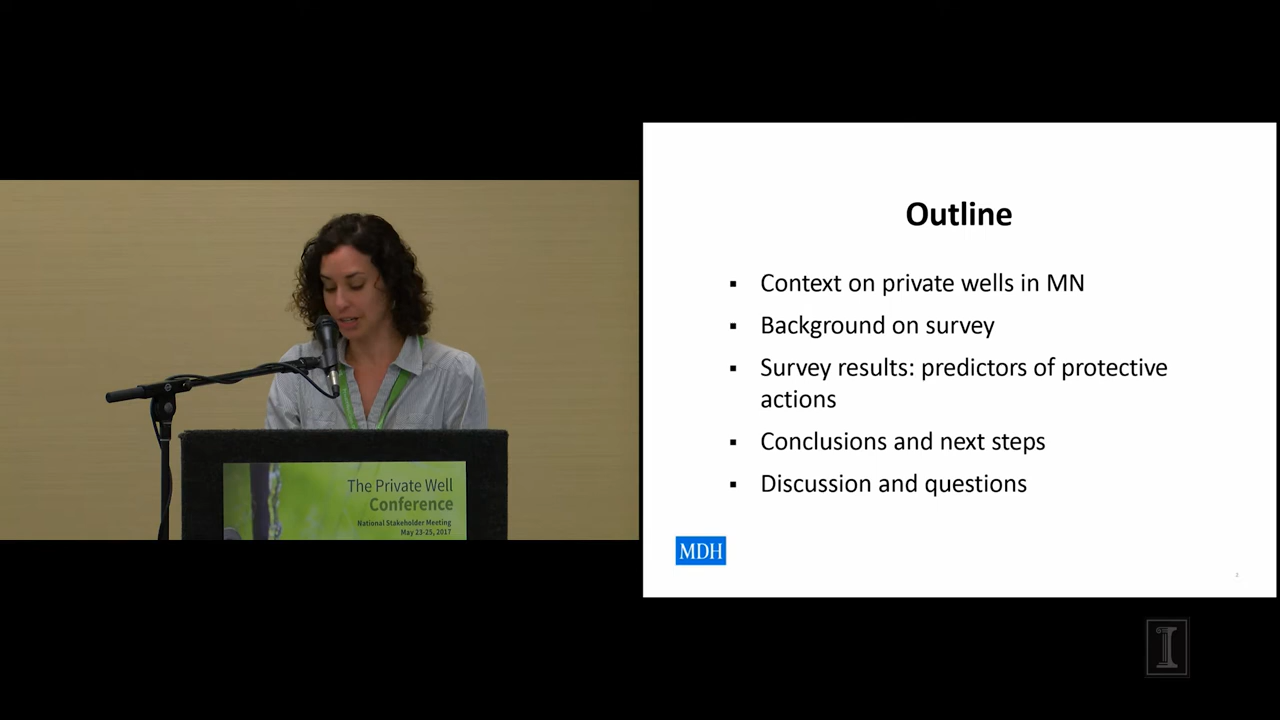 The Private Well
Conference
National Stakeholder Meeting
May 23-25, 2017
Outline
▪ Context on private wells in MN
▪ Background on survey
▪ Survey results: predictors of protective
actions
▪ Conclusions and next steps
▪ Discussion and questions
MDH
2
I